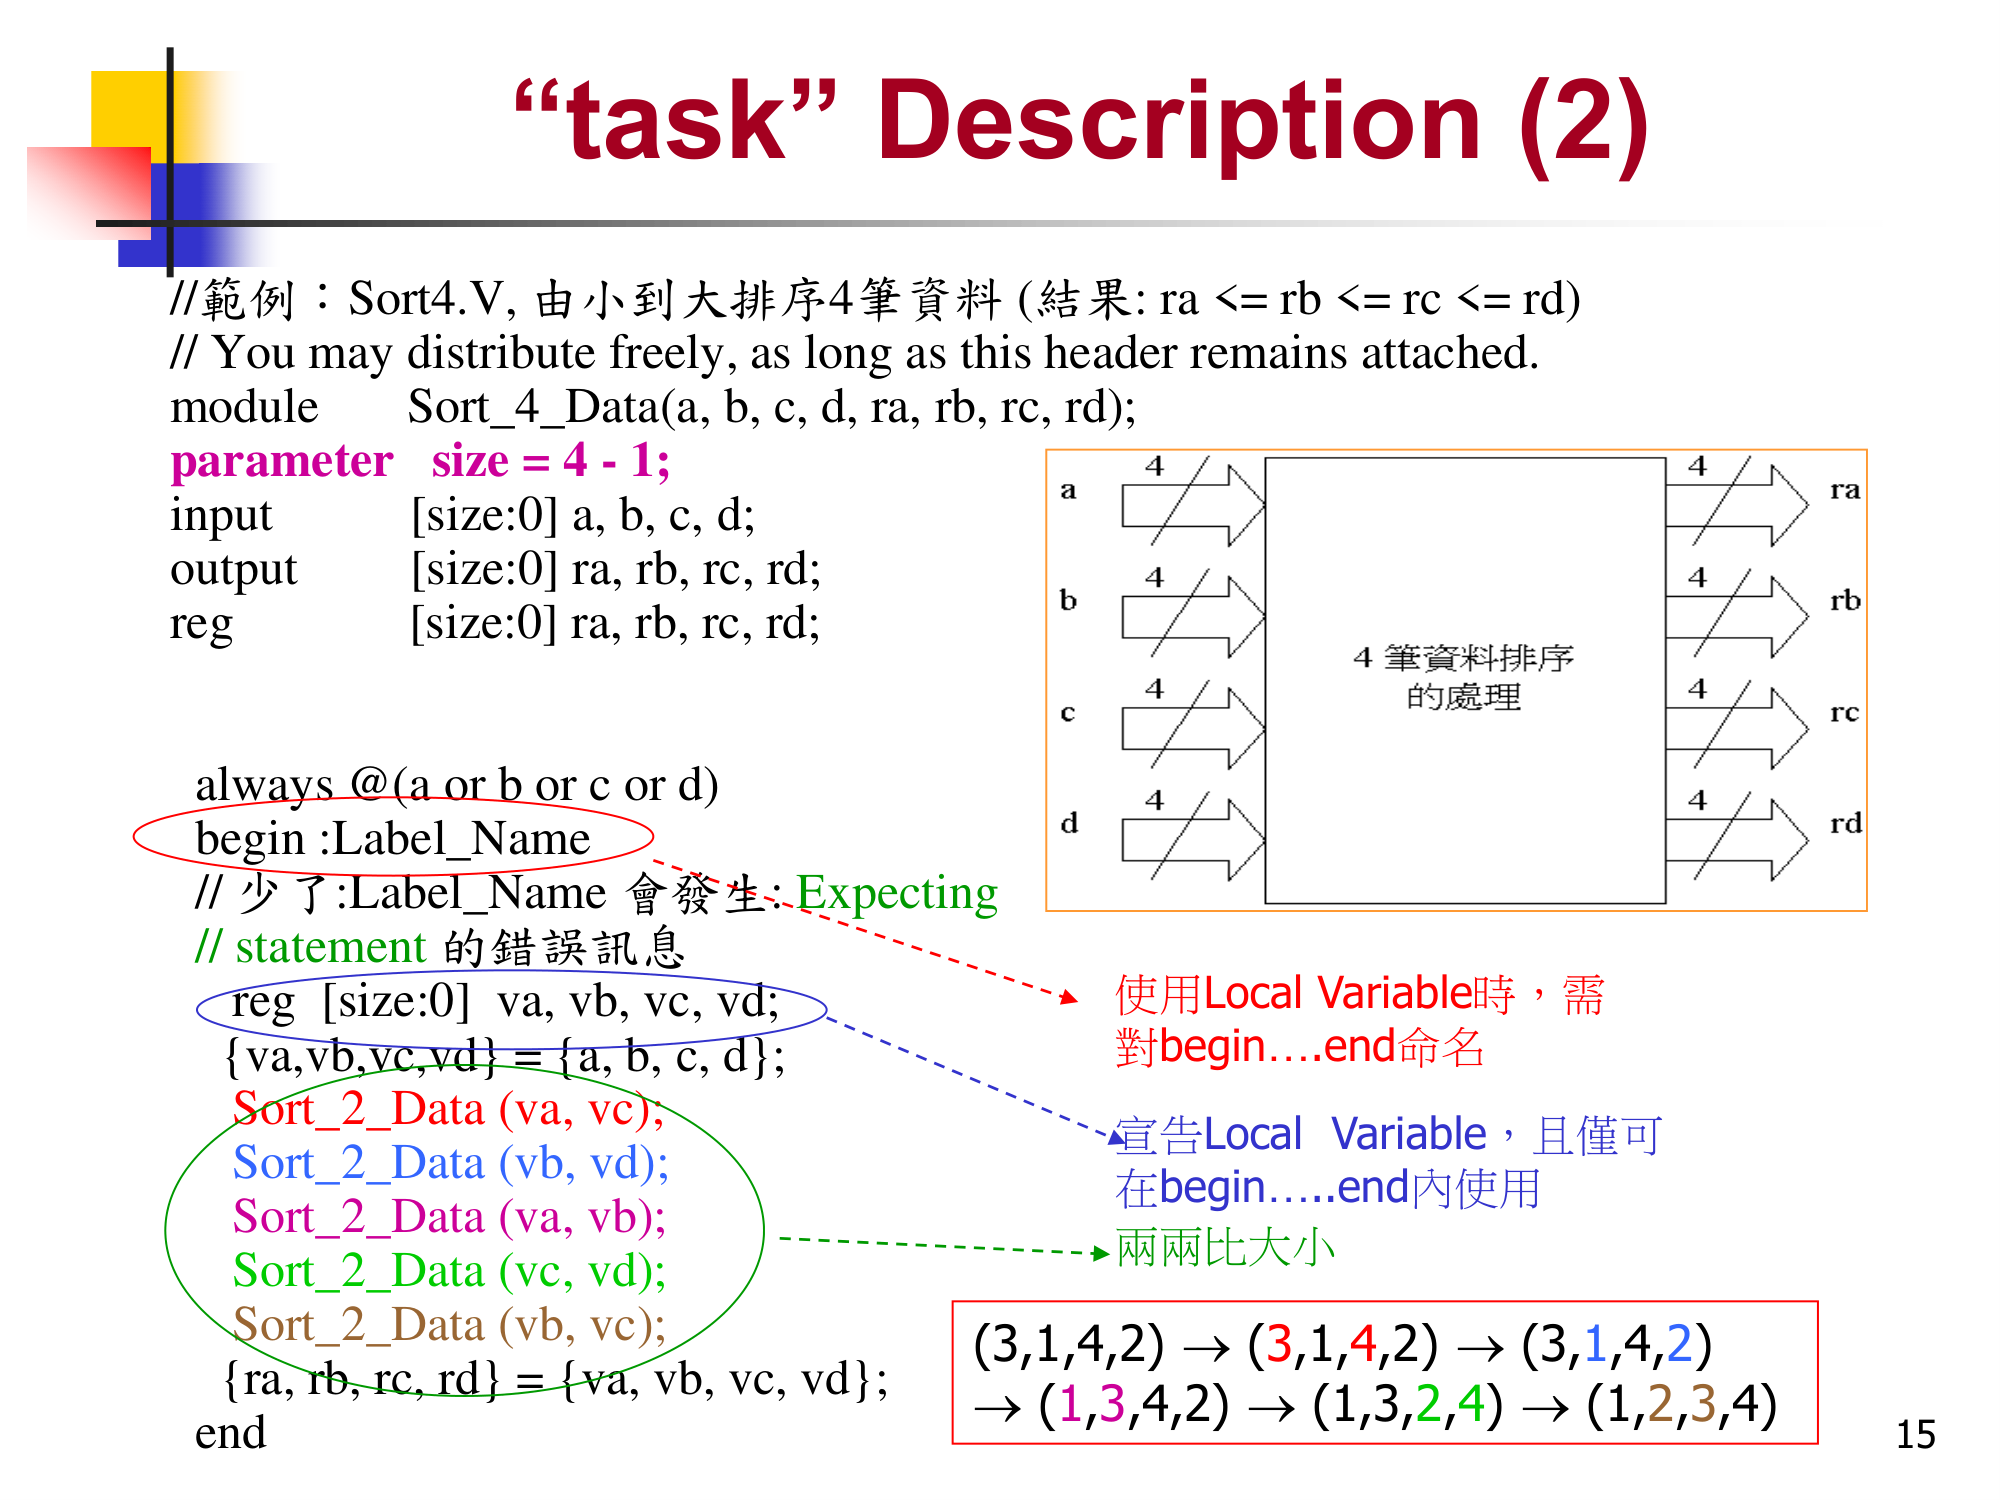 “task” Description (2)
//範例：Sort4.V, 由小到大排序4筆資料 (結果: ra <= rb <= rc <= rd)
// You may distribute freely, as long as this header remains attached.
module Sort_4_Data(a, b, c, d, ra, rb, rc, rd);
parameter size = 4 - 1;
input [size:0] a, b, c, d;
output [size:0] ra, rb, rc, rd;
reg [size:0] ra, rb, rc, rd;
always @(a or b or c or d)
begin :Label_Name
// 少了:Label_Name 會發生: Expecting
// statement 的錯誤訊息
reg [size:0] va, vb, vc, vd;
{va,vb,vc,vd} = {a, b, c, d};
Sort_2_Data (va, vc);
Sort_2_Data (vb, vd);
Sort_2_Data (va, vb);
Sort_2_Data (vc, vd);
Sort_2_Data (vb, vc);
{ra, rb, rc, rd} = {va, vb, vc, vd};
end
a 4 4 ra
b 4 4 rb
4 筆資料排序
的處理
c 4 4 rc
d 4 4 rd
使用Local Variable時，需
對begin….end命名
宣告Local Variable，且僅可
在begin…..end內使用
兩兩比大小
(3,1,4,2) → (3,1,4,2) → (3,1,4,2)
→ (1,3,4,2) → (1,3,2,4) → (1,2,3,4)
15